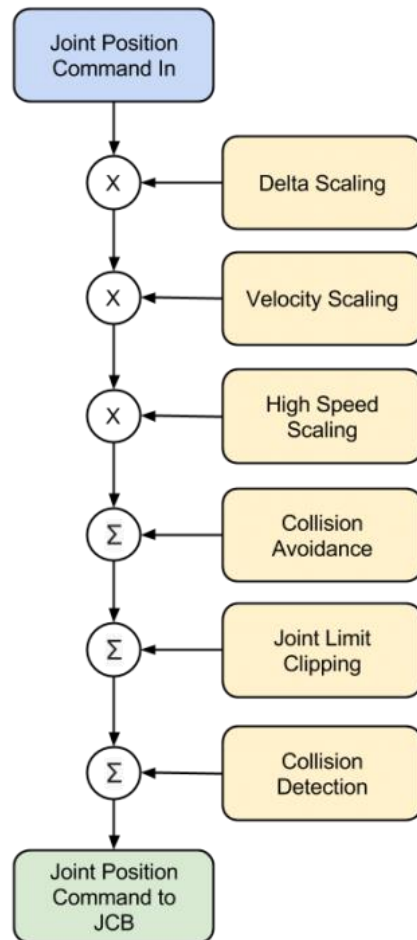 Joint Position
Command In
X
Delta Scaling
X
Velocity Scaling
X
High Speed
Scaling
Σ
Collision
Avoidance
Σ
Joint Limit
Clipping
Σ
Collision
Detection
Joint Position
Command to
JCB